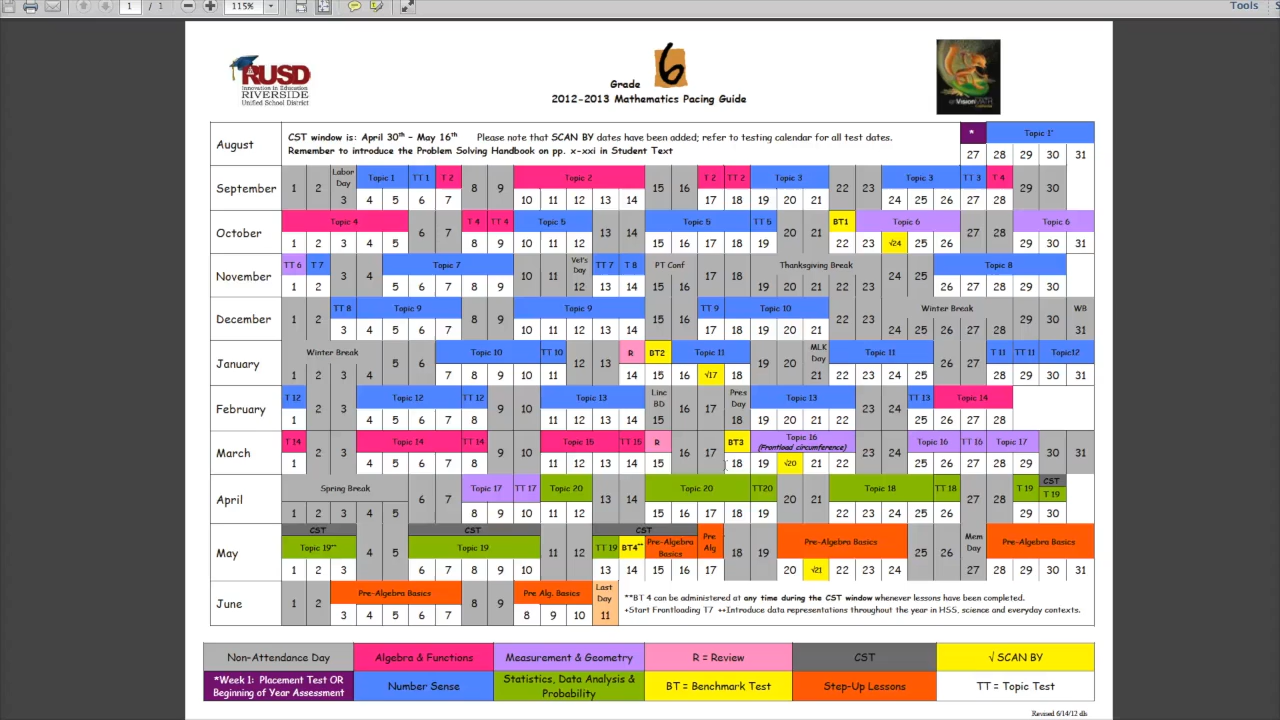 1 / 1 115% Tools
RUSD
Innovation in Education
RIVERSIDE
Unified School District
Grade 6
2012-2013 Mathematics Pacing Guide
enVisionMATH
August
CST window is: April 30th – May 16th Please note that SCAN BY dates have been added; refer to testing calendar for all test dates.
Remember to introduce the Problem Solving Handbook on pp. x-xxi in Student Text
* Topic 1+
27 28 29 30 31
September
1 2 Labor Day 3 Topic 1 TT 1 T 2 8 9 Topic 2 15 16 T 2 TT 2 Topic 3 22 23 Topic 3 TT 3 T 4 29 30
4 5 6 7 10 11 12 13 14 17 18 19 20 21 24 25 26 27 28
October
Topic 4 6 7 T 4 TT 4 Topic 5 13 14 Topic 5 TT 5 20 21 BT1 Topic 6 27 28 Topic 6
1 2 3 4 5 8 9 10 11 12 15 16 17 18 19 22 23 √24 25 26 29 30 31
November
TT 6 T 7 3 4 Topic 7 10 11 Vet's Day 12 TT 7 T 8 PT Conf 17 18 Thanksgiving Break 24 25 Topic 8
1 2 5 6 7 8 9 13 14 15 16 19 20 21 22 23 26 27 28 29 30
December
1 2 TT 8 Topic 9 8 9 Topic 9 15 16 TT 9 Topic 10 22 23 Winter Break 29 30 WB
3 4 5 6 7 10 11 12 13 14 17 18 19 20 21 24 25 26 27 28 31
January
Winter Break 5 6 Topic 10 TT 10 12 13 R BT2 Topic 11 19 20 MLK Day 21 Topic 11 26 27 T 11 TT 11 Topic12
1 2 3 4 7 8 9 10 11 14 15 16 √17 18 22 23 24 25 28 29 30 31
February
T 12 2 3 Topic 12 TT 12 9 10 Topic 13 Linc BD 15 16 17 Pres Day 18 Topic 13 23 24 TT 13 Topic 14
1 4 5 6 7 8 11 12 13 14 19 20 21 22 25 26 27 28
March
T 14 2 3 Topic 14 TT 14 9 10 Topic 15 TT 15 R 16 17 BT3 Topic 16 23 24 Topic 16 TT 16 Topic 17 30 31
(Frontload circumference)
1 4 5 6 7 8 11 12 13 14 15 18 19 √20 21 22 25 26 27 28 29
April
Spring Break 6 7 Topic 17 TT 17 Topic 20 13 14 Topic 20 TT20 20 21 Topic 18 TT 18 27 28 T 19 CST T 19
1 2 3 4 5 8 9 10 11 12 15 16 17 18 19 22 23 24 25 26 29 30
May
CST CST CST
Topic 19++ 4 5 Topic 19 11 12 TT 19 BT4** Pre-Algebra Basics Pre Alg 18 19 Pre-Algebra Basics 25 26 Mem Day 27 Pre-Algebra Basics
1 2 3 6 7 8 9 10 13 14 15 16 17 20 √21 22 23 24 28 29 30 31
June
1 2 Pre-Algebra Basics 8 9 Pre Alg. Basics Last Day 11
3 4 5 6 7 8 9 10
**BT 4 can be administered at any time during the CST window whenever lessons have been completed.
+Start Frontloading T7 ++Introduce data representations throughout the year in HSS, science and everyday contexts.
Non-Attendance Day Algebra & Functions Measurement & Geometry R = Review CST √ SCAN BY
*Week 1: Placement Test OR
Beginning of Year Assessment
Number Sense
Statistics, Data Analysis &
Probability
BT = Benchmark Test Step-Up Lessons TT = Topic Test
Revised 6/14/12 dls